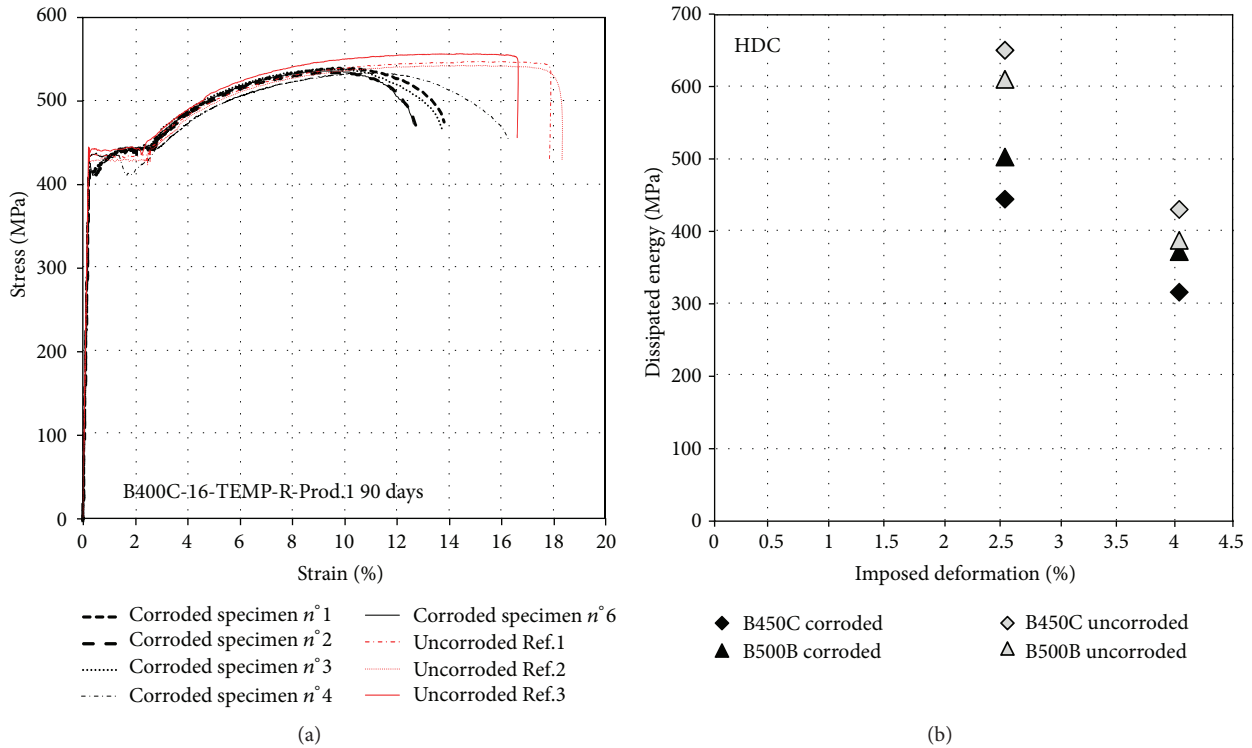 600
500
400
300
200
100
0
Stress (MPa)
B400C-16-TEMP-R-Prod.1 90 days
0 2 4 6 8 10 12 14 16 18 20
Strain (%)
Corroded specimen n°1
Corroded specimen n°2
Corroded specimen n°3
Corroded specimen n°4
Corroded specimen n°6
Uncorroded Ref.1
Uncorroded Ref.2
Uncorroded Ref.3
(a)
700
600
500
400
300
200
100
0
Dissipated energy (MPa)
HDC
0 0.5 1 1.5 2 2.5 3 3.5 4 4.5
Imposed deformation (%)
B450C corroded
B500B corroded
B450C uncorroded
B500B uncorroded
(b)